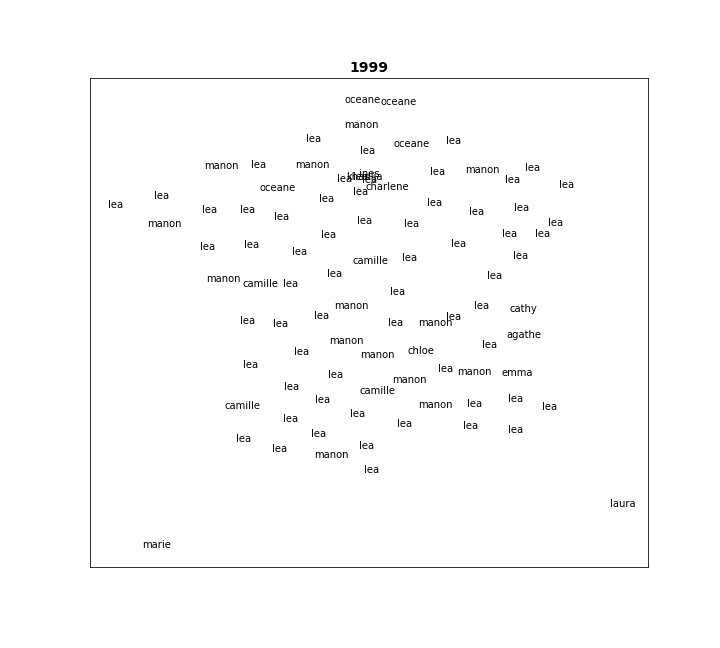 1999
oceane oceane
manon
lea lea
oceane
lea
manon lea manon lea manon lea
ines
lea lea
lea
oceane charlene lea
lea lea lea
lea lea
lea lea lea lea
lea
manon lea lea lea
lea lea lea
lea lea lea
lea lea lea
camille
lea manon lea
manon camille lea
lea
manon lea cathy
lea lea
lea lea lea manon
agathe
manon lea
lea manon chloe
lea lea manon emma
lea manon
lea camille
lea lea
camille manon lea lea
lea
lea lea lea lea
lea lea
lea lea
manon
lea
laura
marie